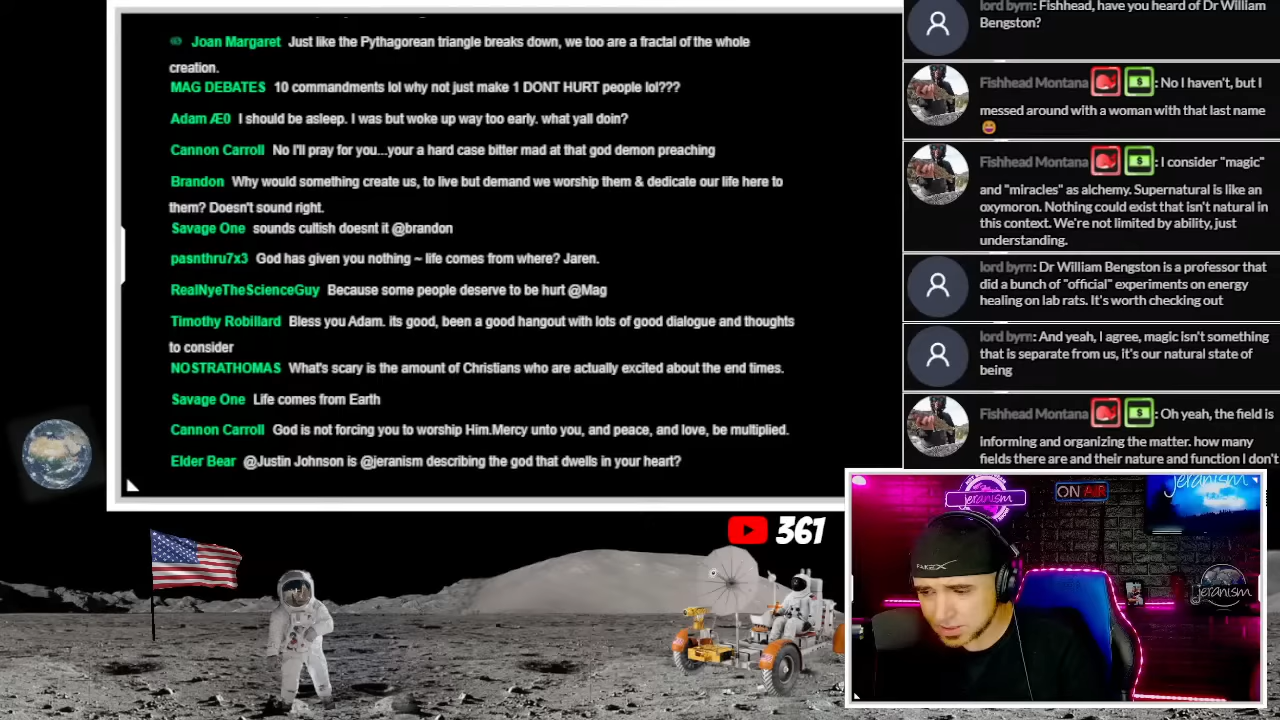 Joan Margaret Just like the Pythagorean triangle breaks down, we too are a fractal of the whole
creation.
MAG DEBATES 10 commandments lol why not just make 1 DONT HURT people lol???
Adam Æ0 I should be asleep. I was but woke up way too early. what yall doin?
Cannon Carroll No I'll pray for you...your a hard case bitter mad at that god demon preaching
Brandon Why would something create us, to live but demand we worship them & dedicate our life here to
them? Doesn't sound right.
Savage One sounds cultish doesnt it @brandon
pasnthru7x3 God has given you nothing ~ life comes from where? Jaren.
RealNyeTheScienceGuy Because some people deserve to be hurt @Mag
Timothy Robillard Bless you Adam. its good, been a good hangout with lots of good dialogue and thoughts
to consider
NOSTRATHOMAS What's scary is the amount of Christians who are actually excited about the end times.
Savage One Life comes from Earth
Cannon Carroll God is not forcing you to worship Him.Mercy unto you, and peace, and love, be multiplied.
Elder Bear @Justin Johnson is @jeranism describing the god that dwells in your heart?
lord byrn: Fishhead, have you heard of Dr William
Bengston?
Fishhead Montana : No I haven't, but I
messed around with a woman with that last name
Fishhead Montana : I consider "magic"
and "miracles" as alchemy. Supernatural is like an
oxymoron. Nothing could exist that isn't natural in
this context. We're not limited by ability, just
understanding.
lord byrn: Dr William Bengston is a professor that
did a bunch of "official" experiments on energy
healing on lab rats. It's worth checking out
lord byrn: And yeah, I agree, magic isn't something
that is separate from us, it's our natural state of
being
Fishhead Montana : Oh yeah, the field is
informing and organizing the matter. how many
fields there are and their nature and function I don't
361
jeranism
ON AIR
jeranism
FAKEX
jeranism